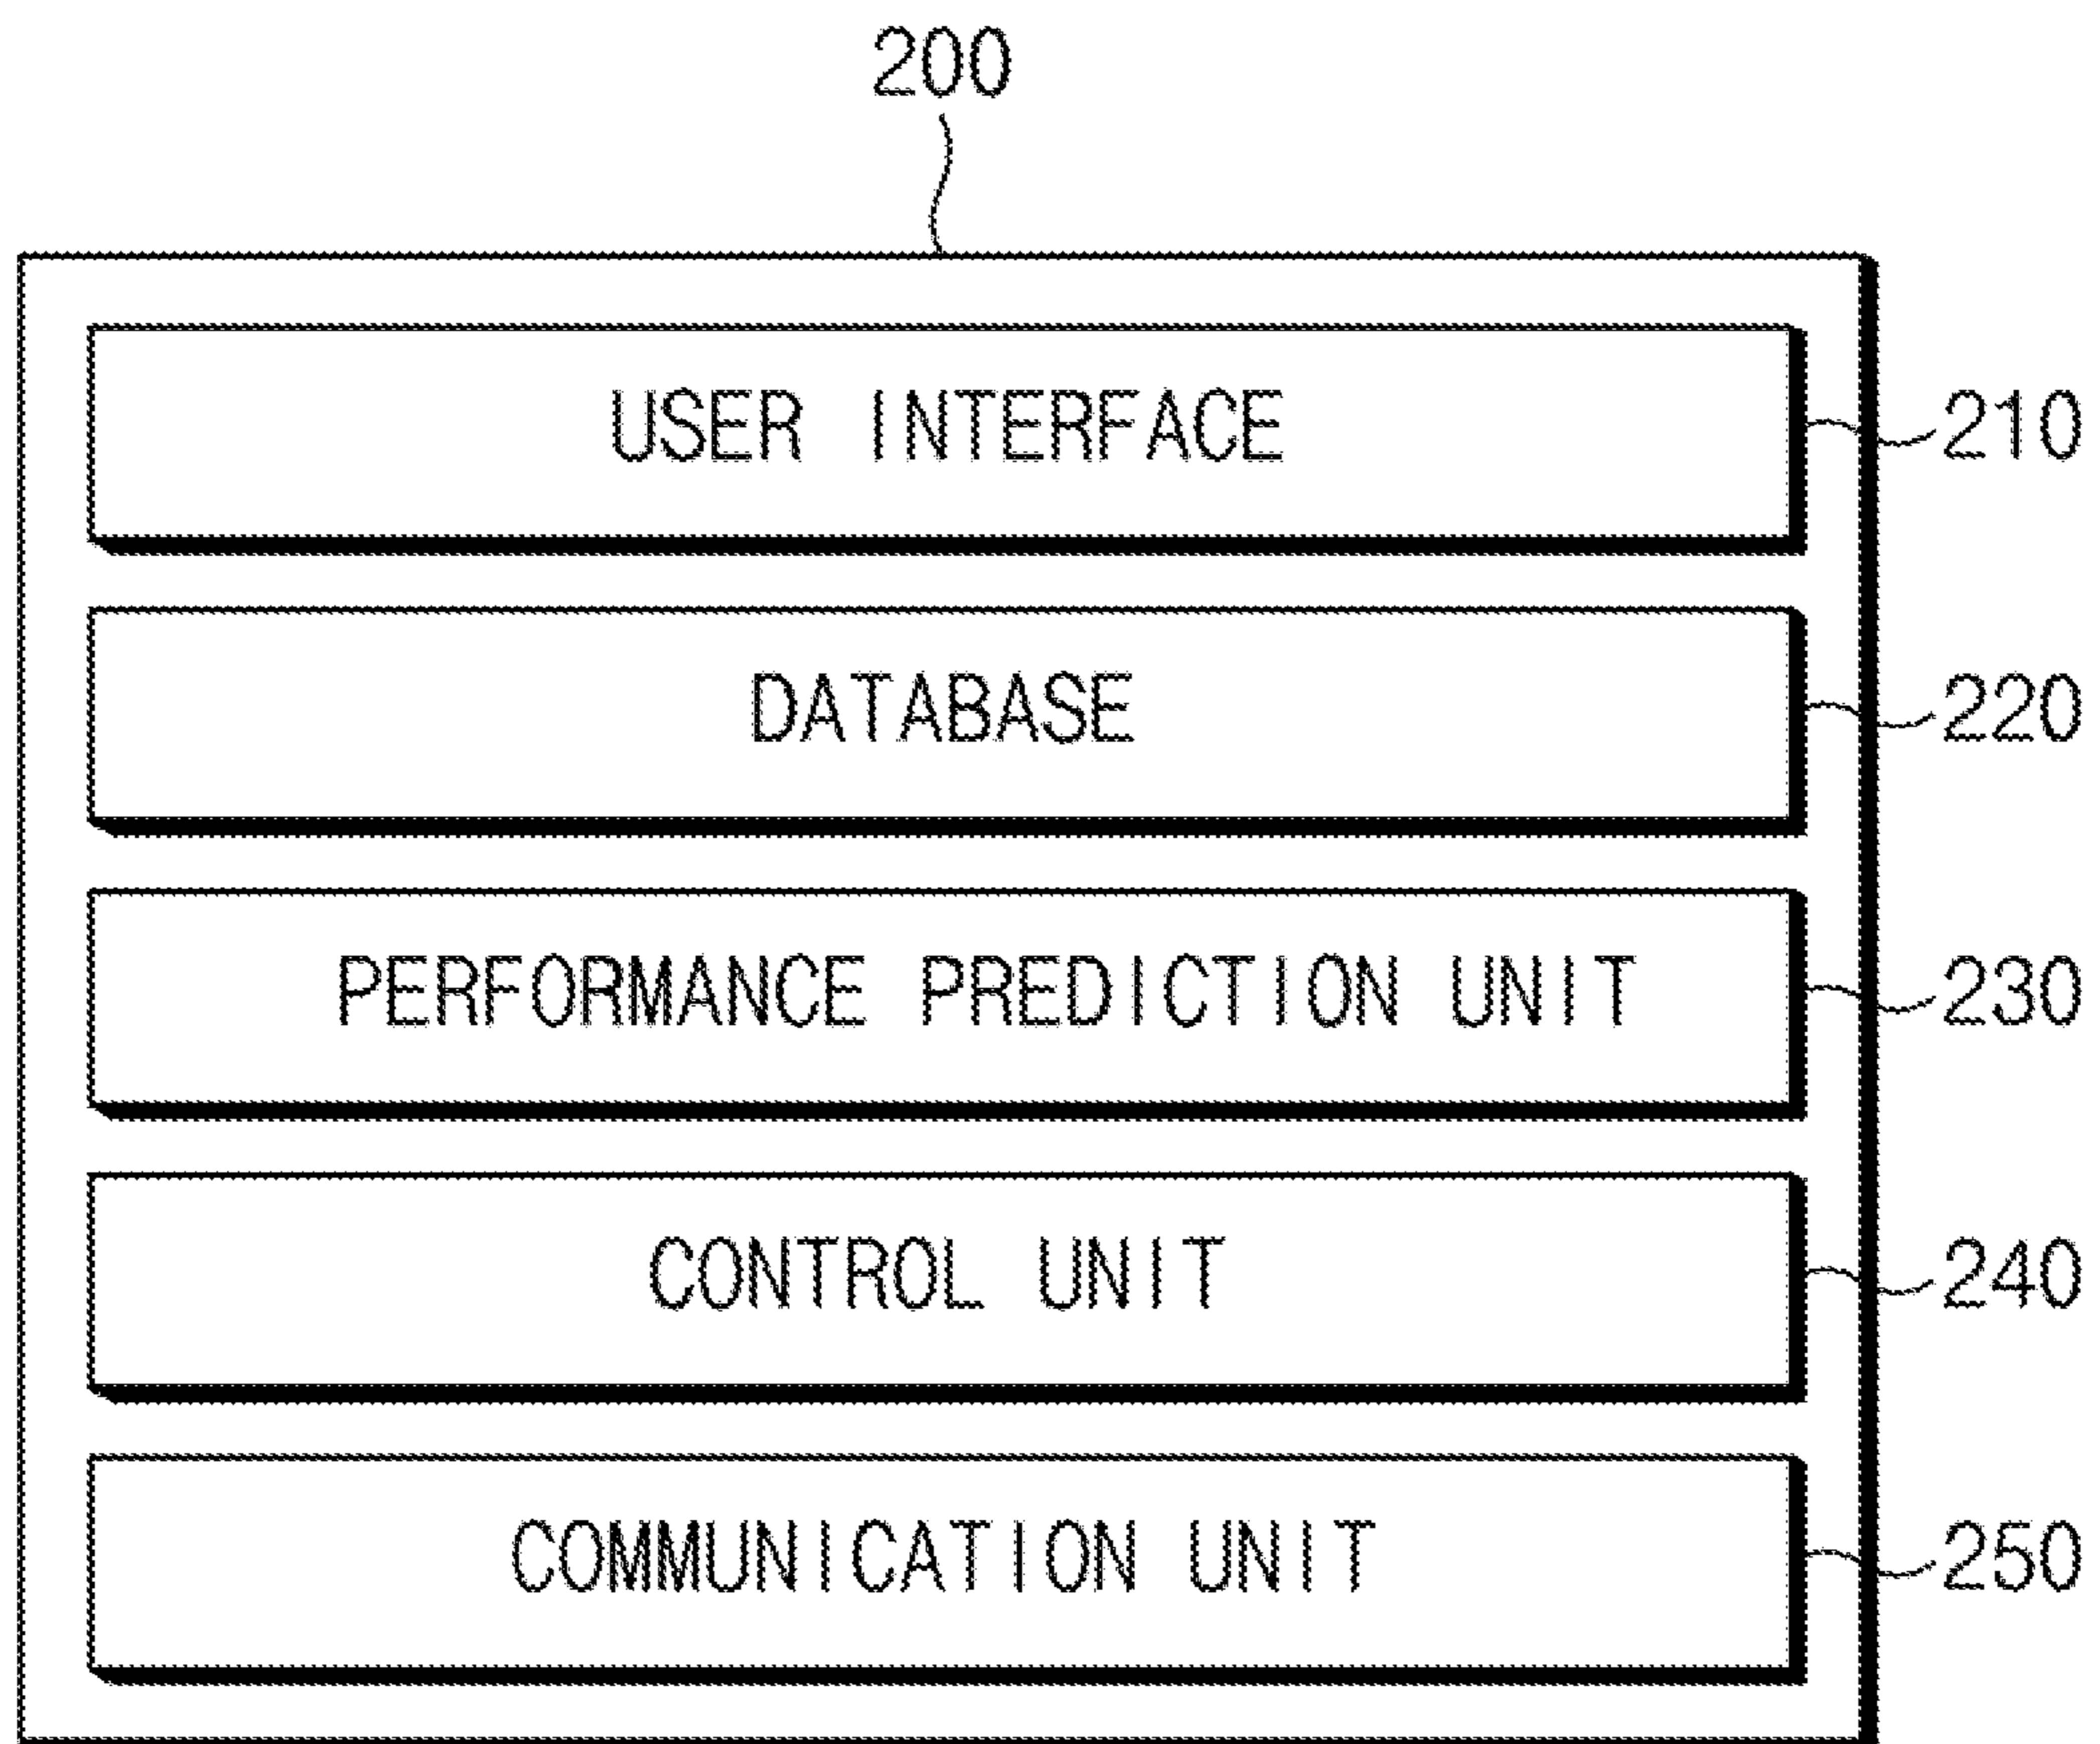 200
USER INTERFACE 210
DATABASE 220
PERFORMANCE PREDICTION UNIT 230
CONTROL UNIT 240
COMMUNICATION UNIT 250